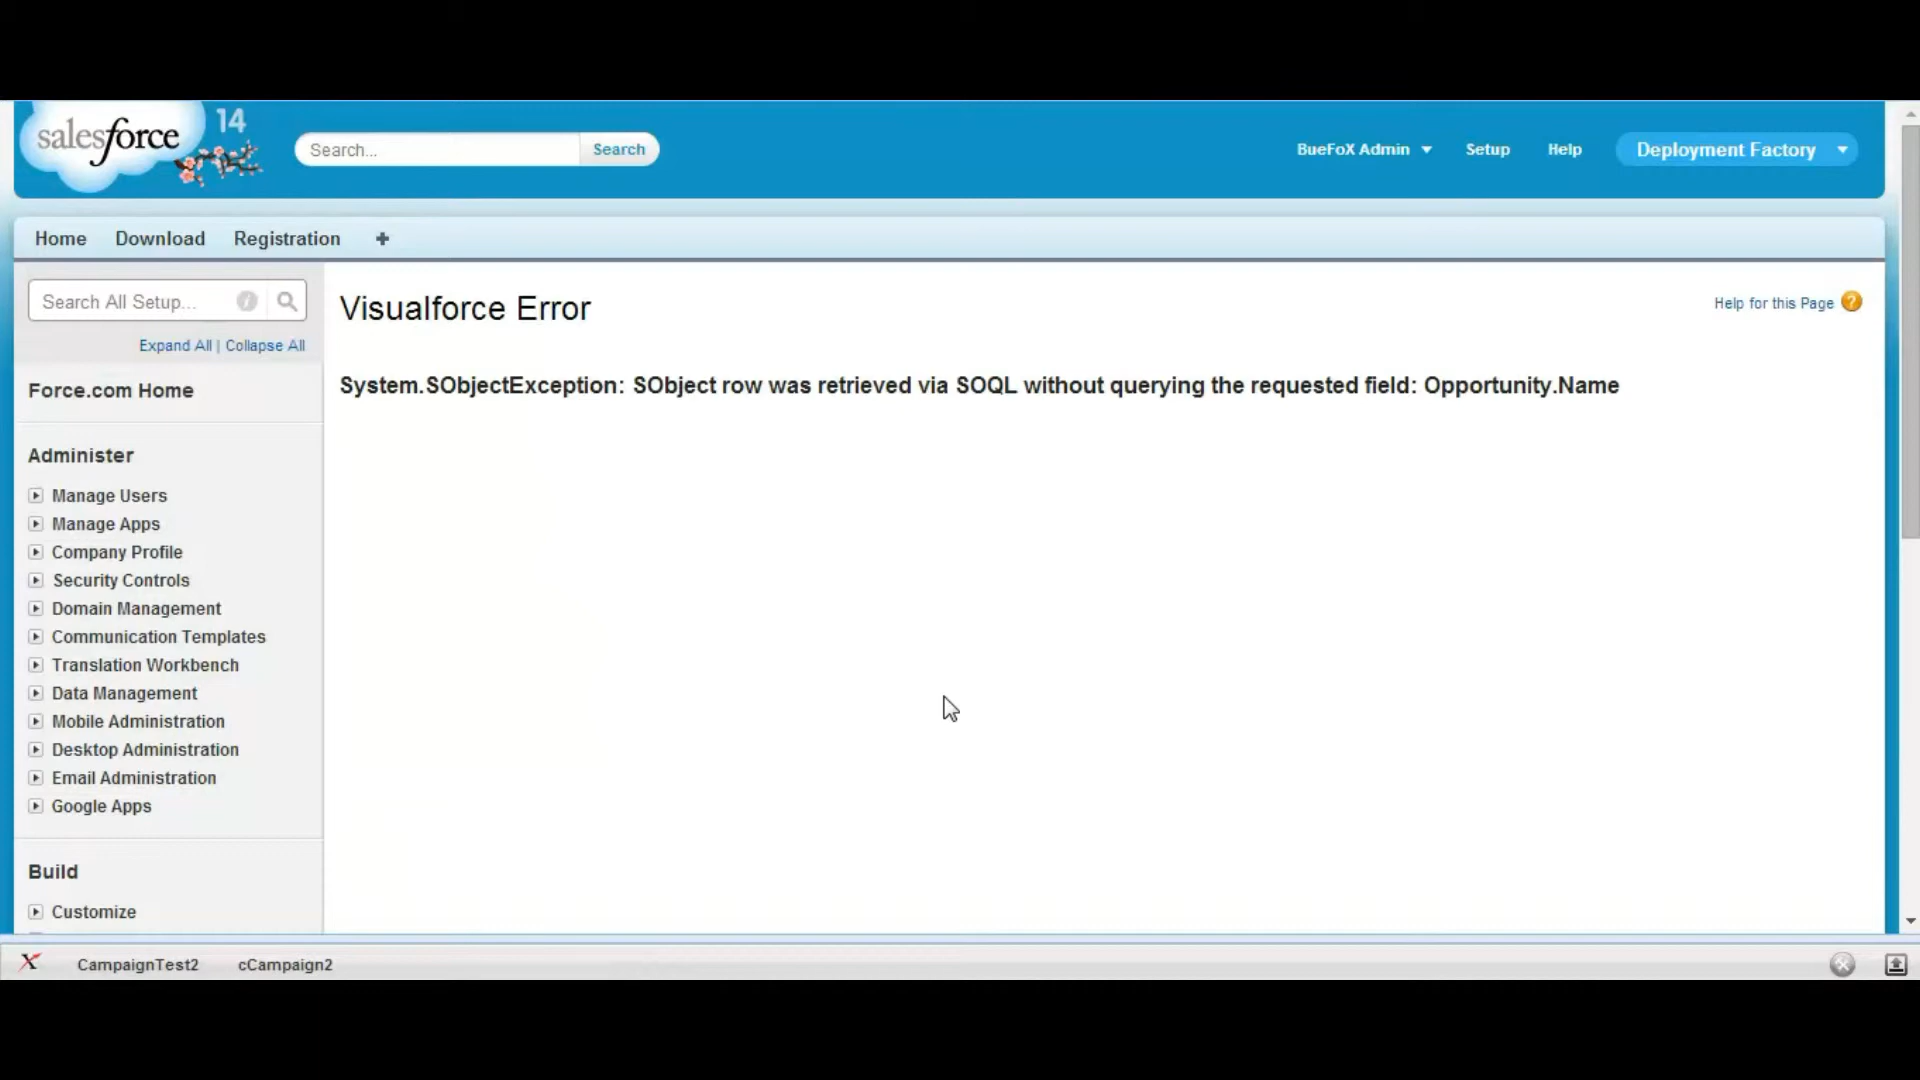 salesforce
14
Search...
Search
BueFoX Admin
Setup
Help
Deployment Factory
Home
Download
Registration
Search All Setup...
Expand All | Collapse All
Force.com Home
Administer
Manage Users
Manage Apps
Company Profile
Security Controls
Domain Management
Communication Templates
Translation Workbench
Data Management
Mobile Administration
Desktop Administration
Email Administration
Google Apps
Build
Customize
Visualforce Error
Help for this Page
System.SObjectException: SObject row was retrieved via SOQL without querying the requested field: Opportunity.Name
CampaignTest2
cCampaign2